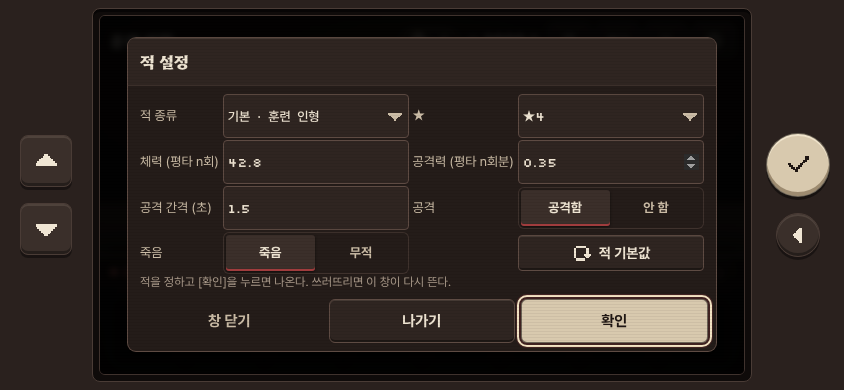 적 설정
적 종류 기본 · 훈련 인형 ★ ★4
체력 (평타 n회) 42.8 공격력 (평타 n회분) 0.35
공격 간격 (초) 1.5 공격 공격함 안 함
죽음 죽음 무적 적 기본값
적을 정하고 [확인]을 누르면 나온다. 쓰러뜨리면 이 창이 다시 뜬다.
창 닫기 나가기 확인